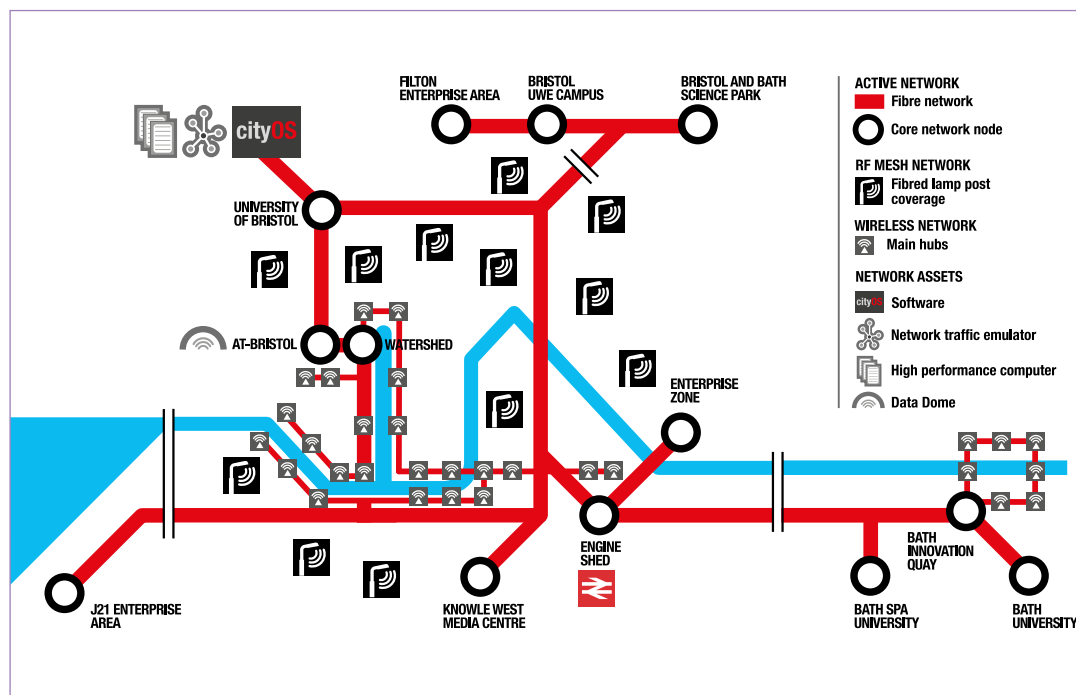 FILTON
ENTERPRISE AREA
BRISTOL
UWE CAMPUS
BRISTOL AND BATH
SCIENCE PARK
cityOS
UNIVERSITY
OF BRISTOL
AT-BRISTOL
WATERSHED
ENTERPRISE
ZONE
J21 ENTERPRISE
AREA
KNOWLE WEST
MEDIA CENTRE
ENGINE
SHED
BATH SPA
UNIVERSITY
BATH
INNOVATION
QUAY
BATH
UNIVERSITY
ACTIVE NETWORK
Fibre network
Core network node
RF MESH NETWORK
Fibred lamp post
coverage
WIRELESS NETWORK
Main hubs
NETWORK ASSETS
cityOS
Software
Network traffic emulator
High performance computer
Data Dome